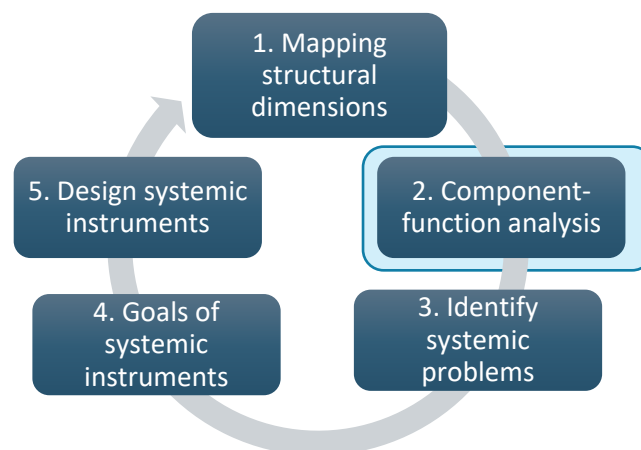 1. Mapping
structural
dimensions
2. Component-
function analysis
3. Identify
systemic
problems
4. Goals of
systemic
instruments
5. Design systemic
instruments